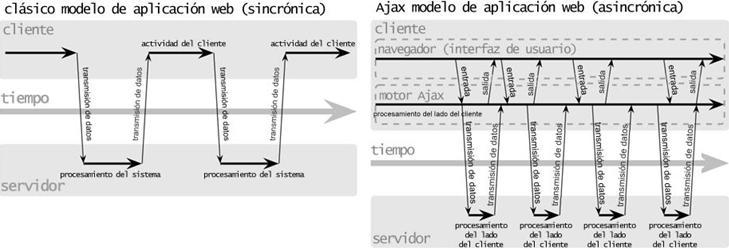 clásico modelo de aplicación web (sincrónica)
cliente
actividad del cliente
actividad del cliente
transmisión de datos
transmisión de datos
transmisión de datos
transmisión de datos
tiempo
procesamiento del sistema
procesamiento del sistema
servidor
Ajax modelo de aplicación web (asincrónica)
cliente
navegador (interfaz de usuario)
entrada
salida
entrada
salida
entrada
salida
entrada
salida
motor Ajax
procesamiento del lado del cliente
transmisión de datos
transmisión de datos
transmisión de datos
transmisión de datos
transmisión de datos
transmisión de datos
transmisión de datos
transmisión de datos
tiempo
procesamiento
del lado
del cliente
procesamiento
del lado
del cliente
procesamiento
del lado
del cliente
procesamiento
del lado
del cliente
servidor